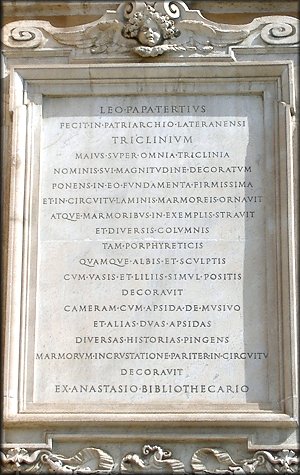 LEO·PAPA·TERTIVS
FECIT·IN·PATRIARCHIO·LATERANENSI
TRICLINIVM
MAIVS·SVPER·OMNIA·TRICLINIA
NOMINIS·SVI·MAGNITVDINE·DECORATVM
PONENS·IN·EO·FVNDAMENTA·FIRMISSIMA
ET·IN·CIRCVITV·LAMINIS·MARMOREIS·ORNAVIT
ATQVE·MARMORIBVS·IN·EXEMPLIS·STRAVIT
ET·DIVERSIS·COLVMNIS
TAM·PORPHYRETICIS
QVAMQVE·ALBIS·ET·SCVLPTIS
CVM·VASIS·ET·LILIIS·SIMVL·POSITIS
DECORAVIT
CAMERAM·CVM·APSIDA·DE·MVSIVO
ET·ALIAS·DVAS·APSIDAS
DIVERSAS·HISTORIAS·PINGENS
MARMORVM·INCRVSTATIONE·PARITER·IN·CIRCVITV
DECORAVIT
EX·ANASTASIO·BIBLIOTHECARIO